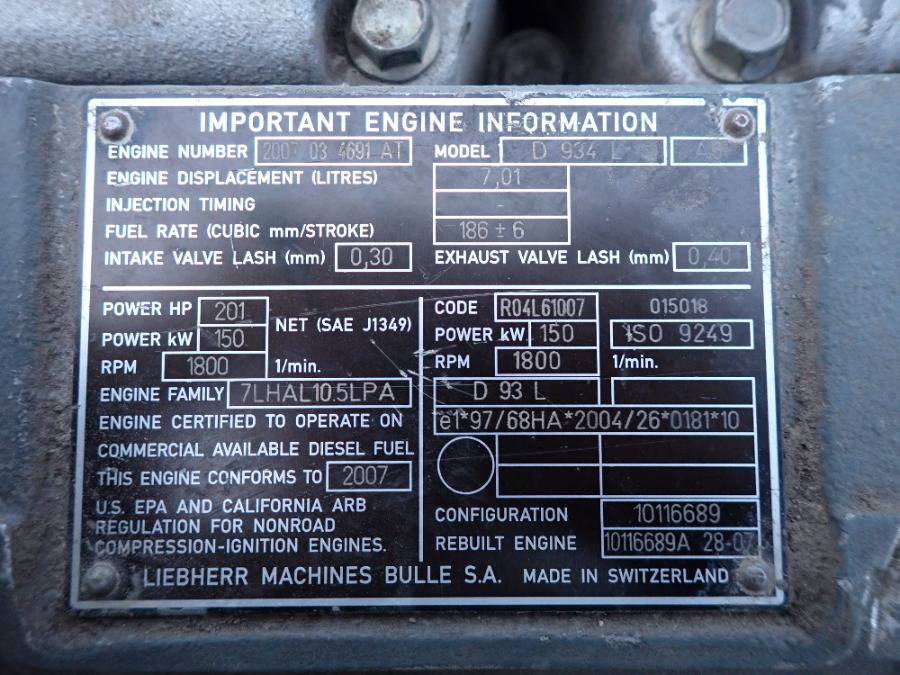 IMPORTANT ENGINE INFORMATION
ENGINE NUMBER 2007 03 4691 AT MODEL D 934 L
ENGINE DISPLACEMENT (LITRES) 7,01
INJECTION TIMING -
FUEL RATE (CUBIC mm/STROKE) 186 ± 6
INTAKE VALVE LASH (mm) 0,30 EXHAUST VALVE LASH (mm) 0,40
POWER HP 201
POWER kW 150 NET (SAE J1349)
RPM 1800 1/min.
ENGINE FAMILY 7LHAL10.5LPA
ENGINE CERTIFIED TO OPERATE ON
COMMERCIAL AVAILABLE DIESEL FUEL
THIS ENGINE CONFORMS TO 2007
U.S. EPA AND CALIFORNIA ARB
REGULATION FOR NONROAD
COMPRESSION-IGNITION ENGINES.
CODE R04L61007 015018
POWER kW 150 ISO 9249
RPM 1800 1/min.
D 93 L
e1*97/68HA*2004/26*0181*10
CONFIGURATION 10116689
REBUILT ENGINE 10116689A 28-07
LIEBHERR MACHINES BULLE S.A. MADE IN SWITZERLAND